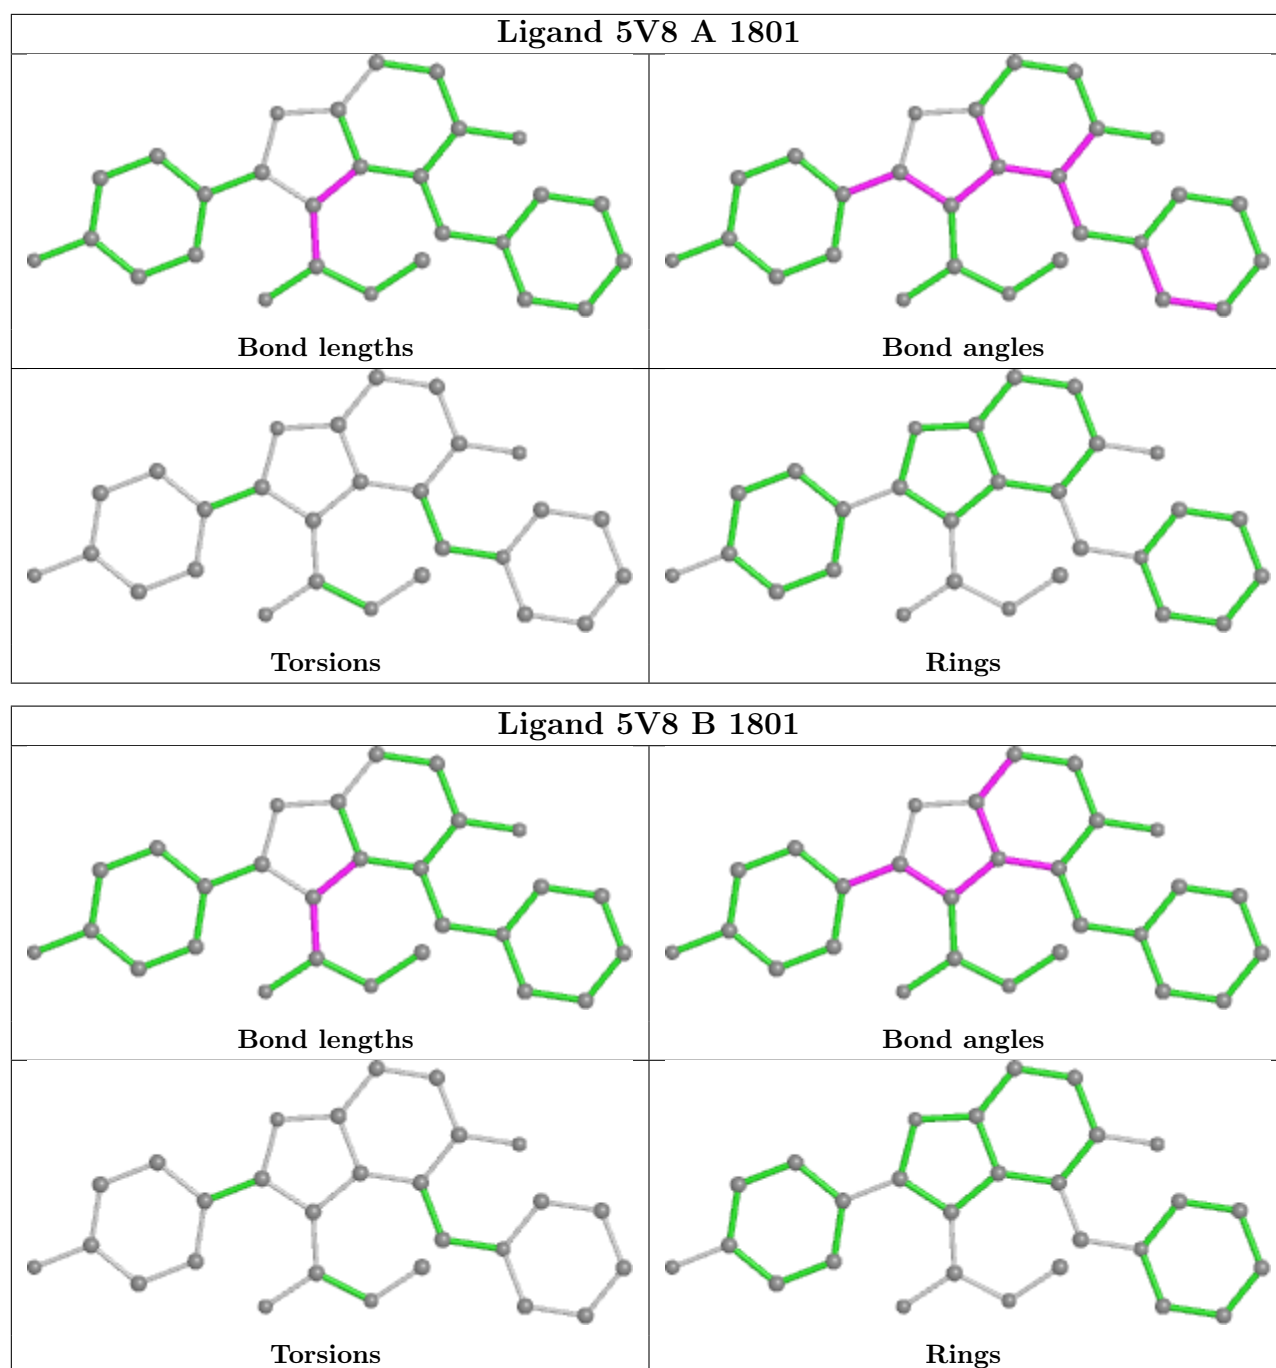 Ligand 5V8 A 1801
Bond lengths
Bond angles
Torsions
Rings
Ligand 5V8 B 1801
Bond lengths
Bond angles
Torsions
Rings